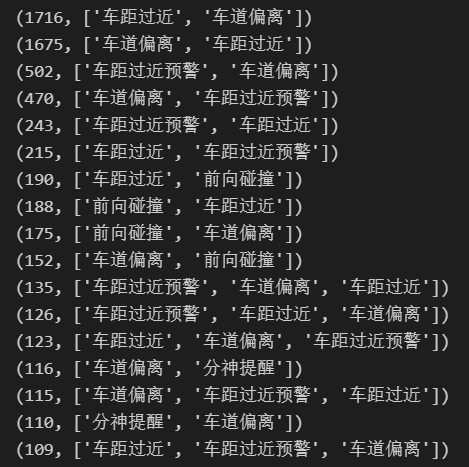 (1716, ['车距过近', '车道偏离'])
(1675, ['车道偏离', '车距过近'])
(502, ['车距过近预警', '车道偏离'])
(470, ['车道偏离', '车距过近预警'])
(243, ['车距过近预警', '车距过近'])
(215, ['车距过近', '车距过近预警'])
(190, ['车距过近', '前向碰撞'])
(188, ['前向碰撞', '车距过近'])
(175, ['前向碰撞', '车道偏离'])
(152, ['车道偏离', '前向碰撞'])
(135, ['车距过近预警', '车道偏离', '车距过近'])
(126, ['车距过近预警', '车距过近', '车道偏离'])
(123, ['车距过近', '车道偏离', '车距过近预警'])
(116, ['车道偏离', '分神提醒'])
(115, ['车道偏离', '车距过近预警', '车距过近'])
(110, ['分神提醒', '车道偏离'])
(109, ['车距过近', '车距过近预警', '车道偏离'])